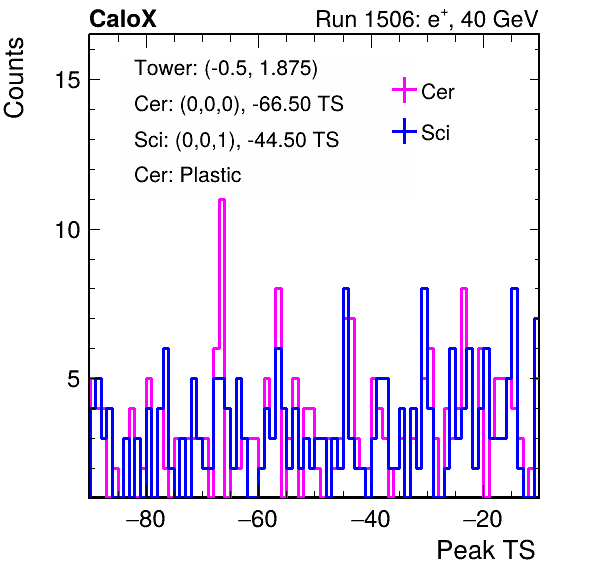 CaloX
Run 1506: e+, 40 GeV
Counts
Tower: (-0.5, 1.875)
Cer: (0,0,0), -66.50 TS
Sci: (0,0,1), -44.50 TS
Cer: Plastic
Cer
Sci
15
10
5
−80
−60
−40
−20
Peak TS